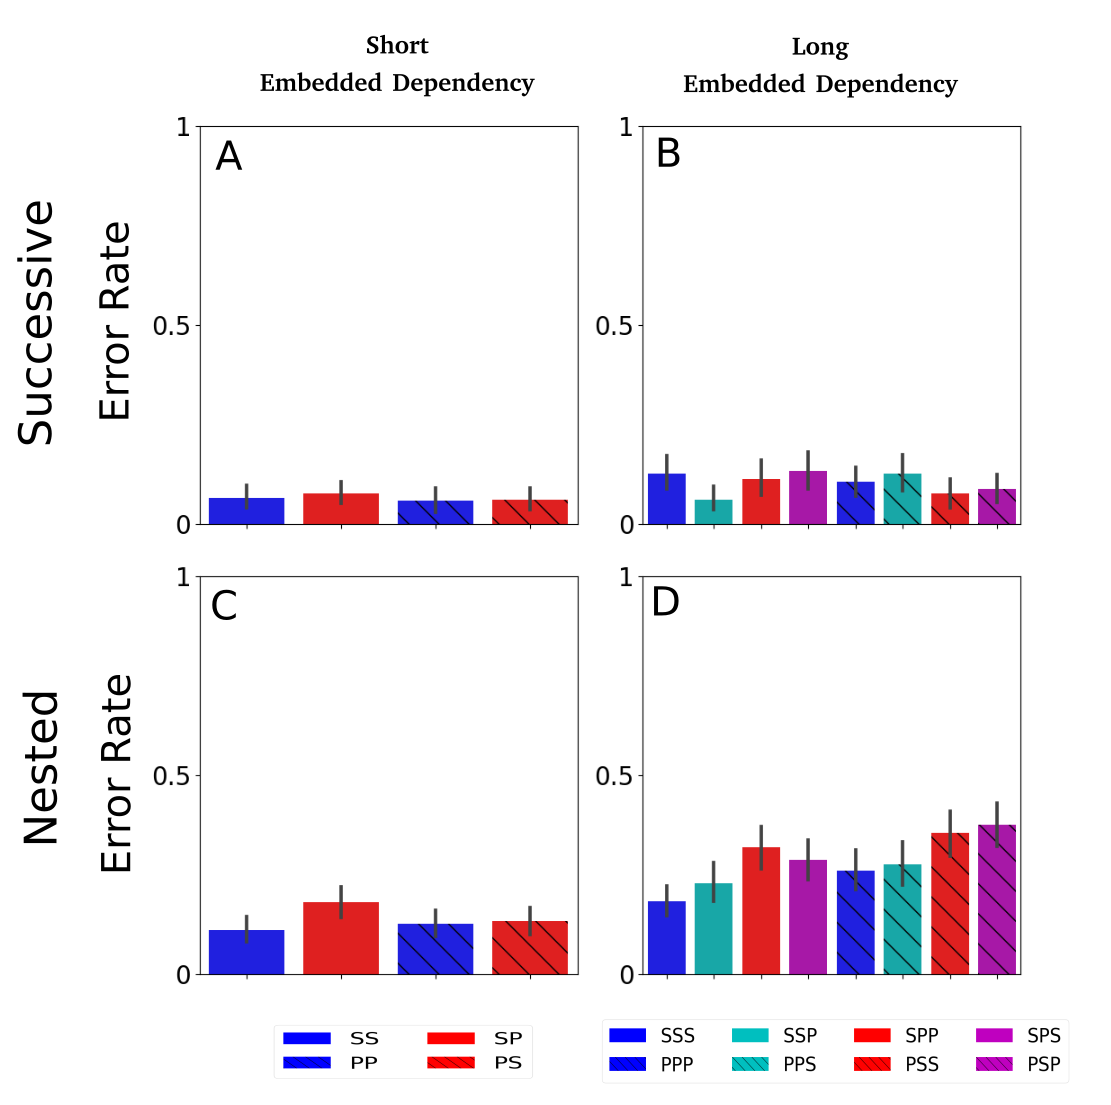 Short
Embedded Dependency
Long
Embedded Dependency
Successive
Error Rate
1
0.5
0
A
1
0.5
0
B
Nested
Error Rate
1
0.5
0
C
1
0.5
0
D
SS SP
PP PS
SSS SSP SPP SPS
PPP PPS PSS PSP